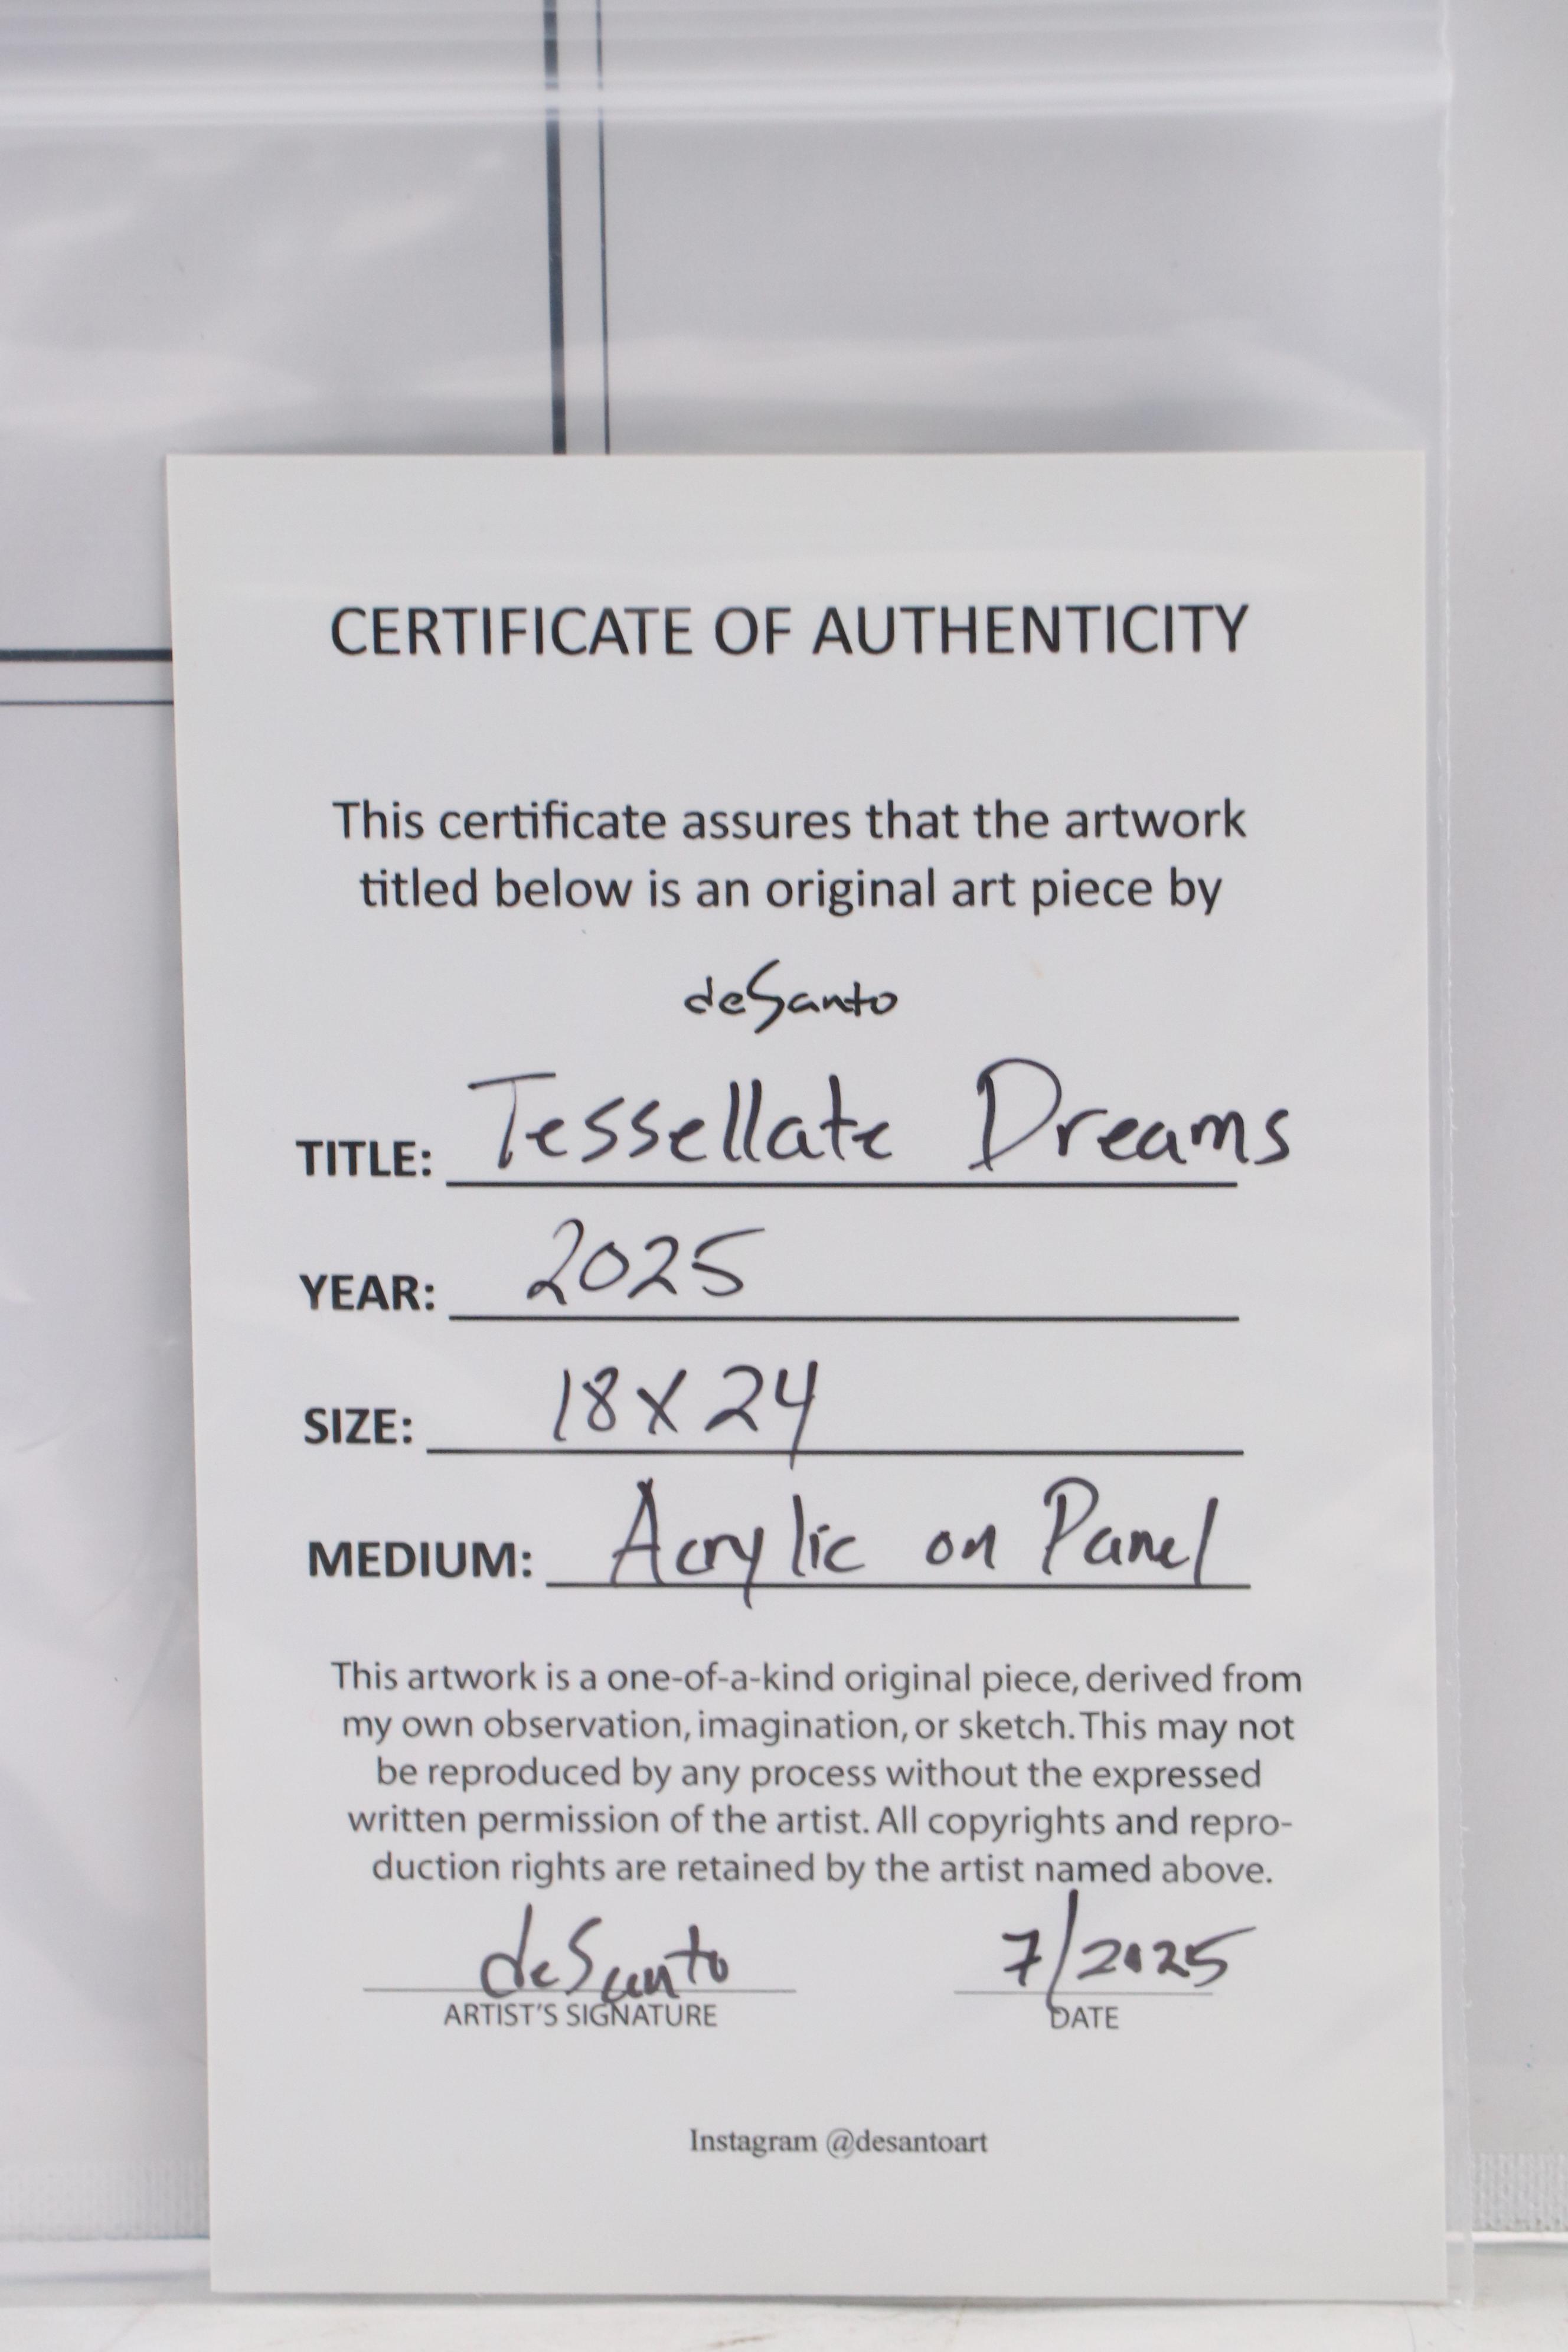 CERTIFICATE OF AUTHENTICITY
This certificate assures that the artwork
titled below is an original art piece by
deSanto
TITLE: Tessellate Dreams
YEAR: 2025
SIZE: 18X24
MEDIUM: Acrylic on Panel
This artwork is a one-of-a-kind original piece, derived from
my own observation, imagination, or sketch. This may not
be reproduced by any process without the expressed
written permission of the artist. All copyrights and repro-
duction rights are retained by the artist named above.
deSanto 7/2025
ARTIST'S SIGNATURE DATE
Instagram @desantoart